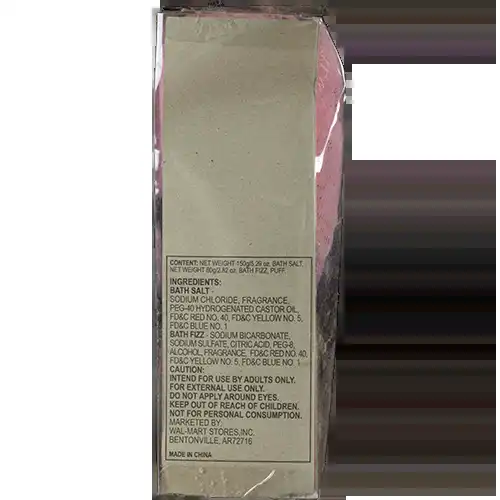 CONTENT: NET WEIGHT 150g/5.29 oz. BATH SALT.
NET WEIGHT 80g/2.82 oz. BATH FIZZ, PUFF.
INGREDIENTS:
BATH SALT -
SODIUM CHLORIDE, FRAGRANCE,
PEG-40 HYDROGENATED CASTOR OIL,
FD&C RED NO. 40, FD&C YELLOW NO. 5,
FD&C BLUE NO. 1
BATH FIZZ - SODIUM BICARBONATE,
SODIUM SULFATE, CITRIC ACID, PEG-8,
ALCOHOL, FRAGRANCE, FD&C RED NO. 40,
FD&C YELLOW NO. 5, FD&C BLUE NO. 1
CAUTION:
INTEND FOR USE BY ADULTS ONLY.
FOR EXTERNAL USE ONLY.
DO NOT APPLY AROUND EYES.
KEEP OUT OF REACH OF CHILDREN.
NOT FOR PERSONAL CONSUMPTION.
MARKETED BY:
WAL-MART STORES,INC.
BENTONVILLE, AR72716
MADE IN CHINA